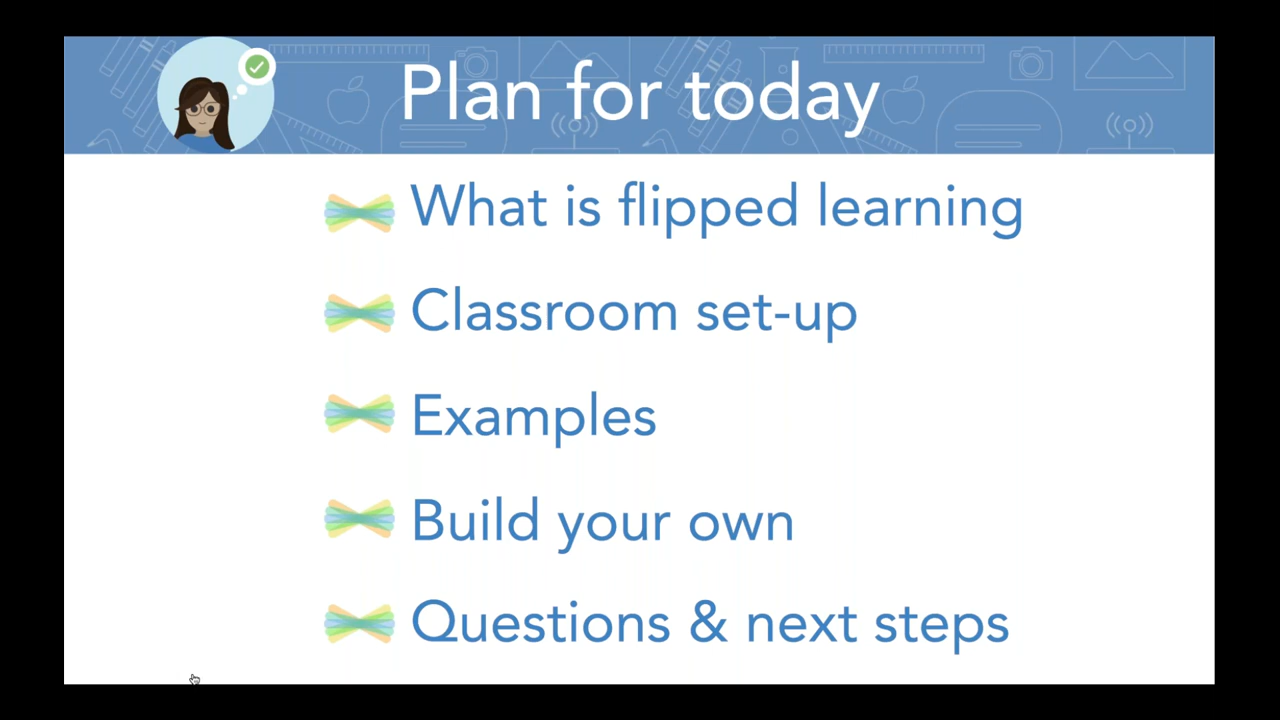 Plan for today
What is flipped learning
Classroom set-up
Examples
Build your own
Questions & next steps